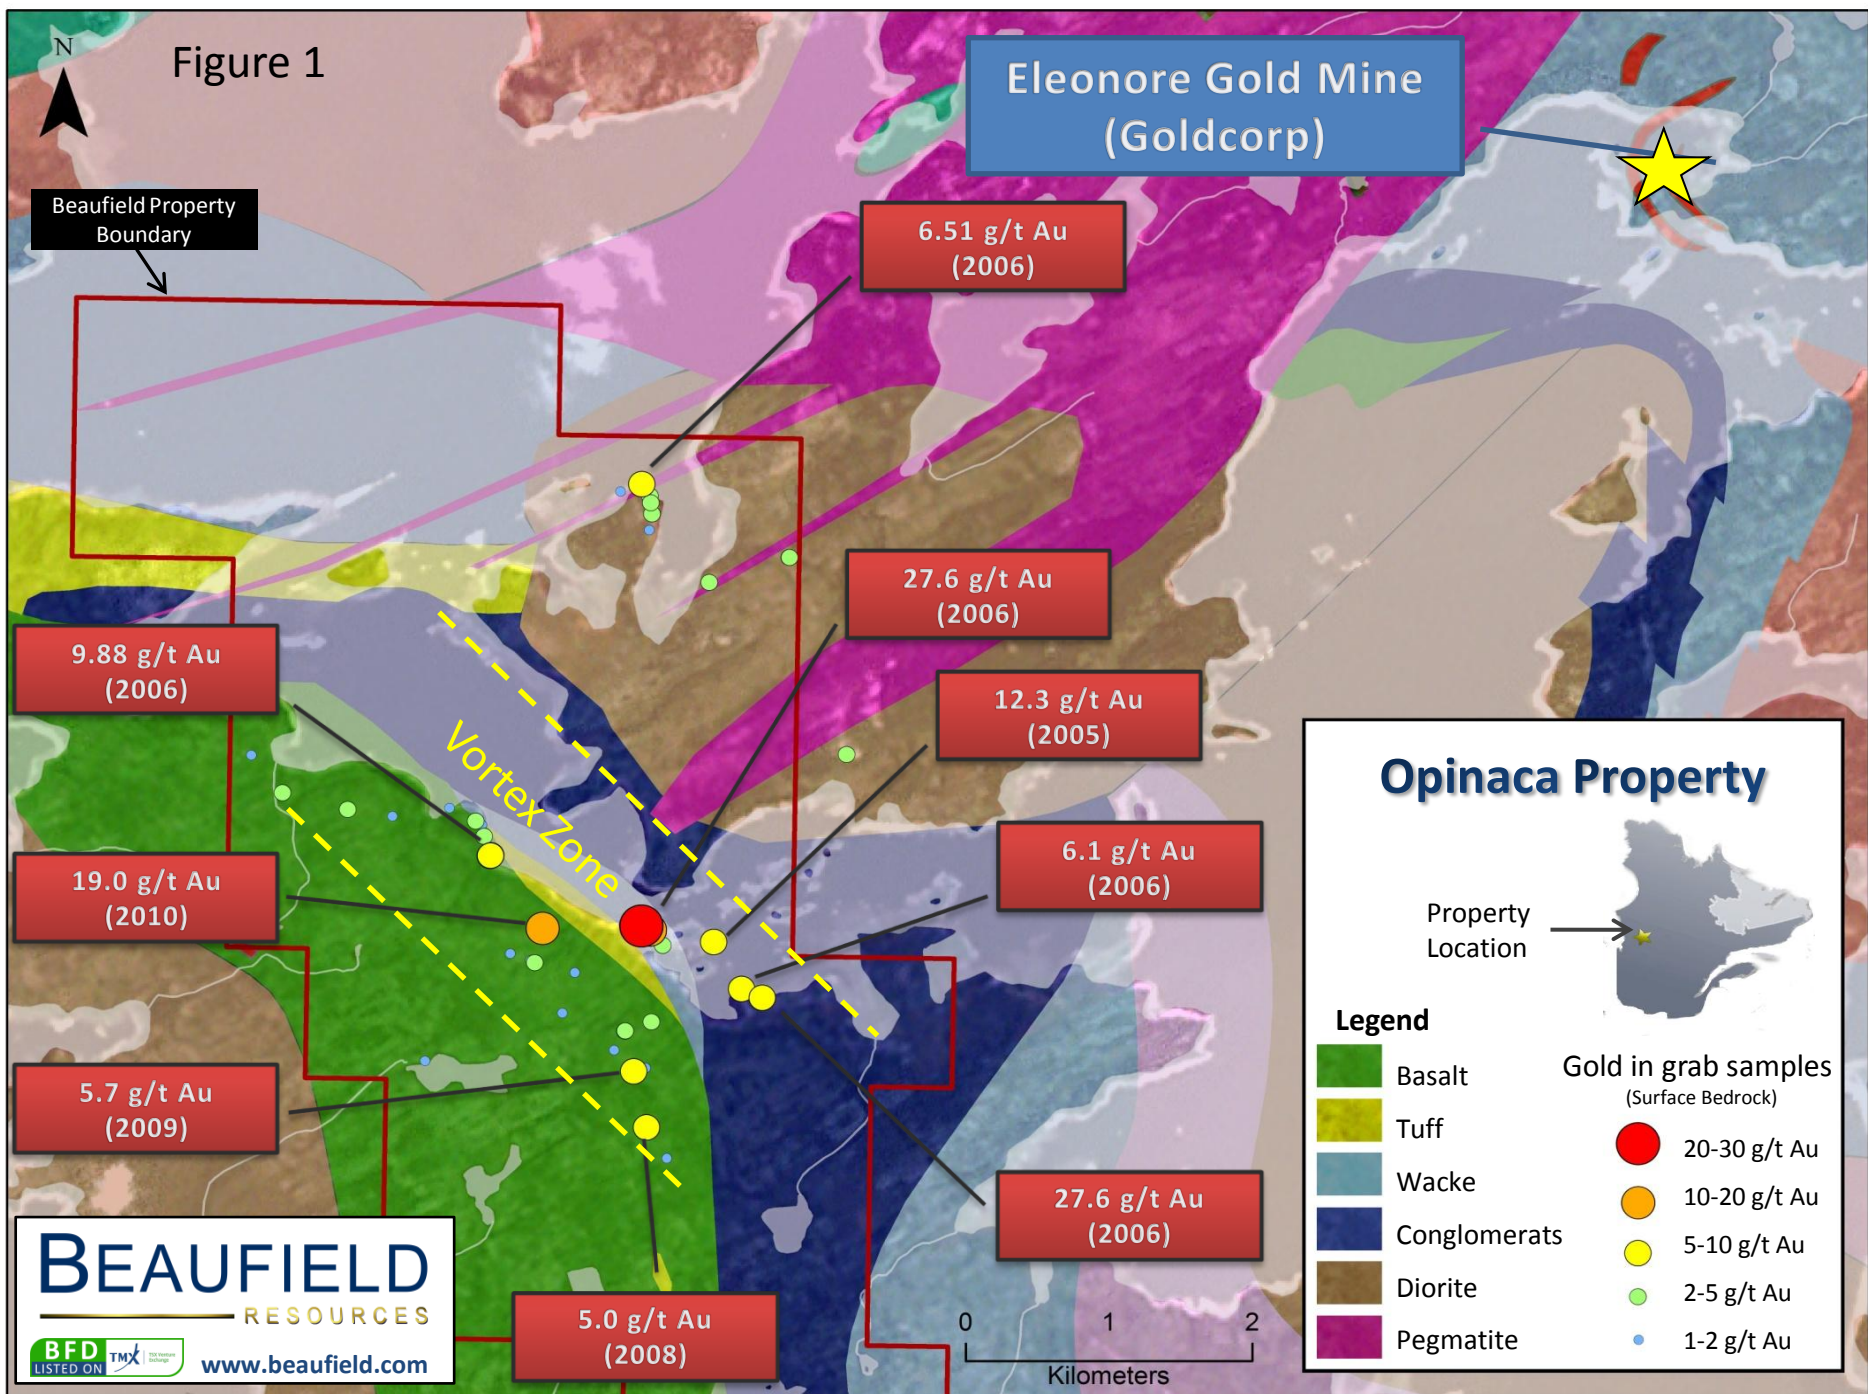 N
Figure 1
Eleonore Gold Mine
(Goldcorp)
Beaufield Property
Boundary
6.51 g/t Au
(2006)
27.6 g/t Au
(2006)
9.88 g/t Au
(2006)
12.3 g/t Au
(2005)
Vortex Zone
6.1 g/t Au
(2006)
19.0 g/t Au
(2010)
5.7 g/t Au
(2009)
27.6 g/t Au
(2006)
5.0 g/t Au
(2008)
0 1 2
Kilometers
Opinaca Property
Property
Location
Legend
Basalt
Tuff
Wacke
Conglomerats
Diorite
Pegmatite
Gold in grab samples
(Surface Bedrock)
20-30 g/t Au
10-20 g/t Au
5-10 g/t Au
2-5 g/t Au
1-2 g/t Au
BEAUFIELD
RESOURCES
BFD
LISTED ON
TMX
TSX Venture
Exchange
www.beaufield.com